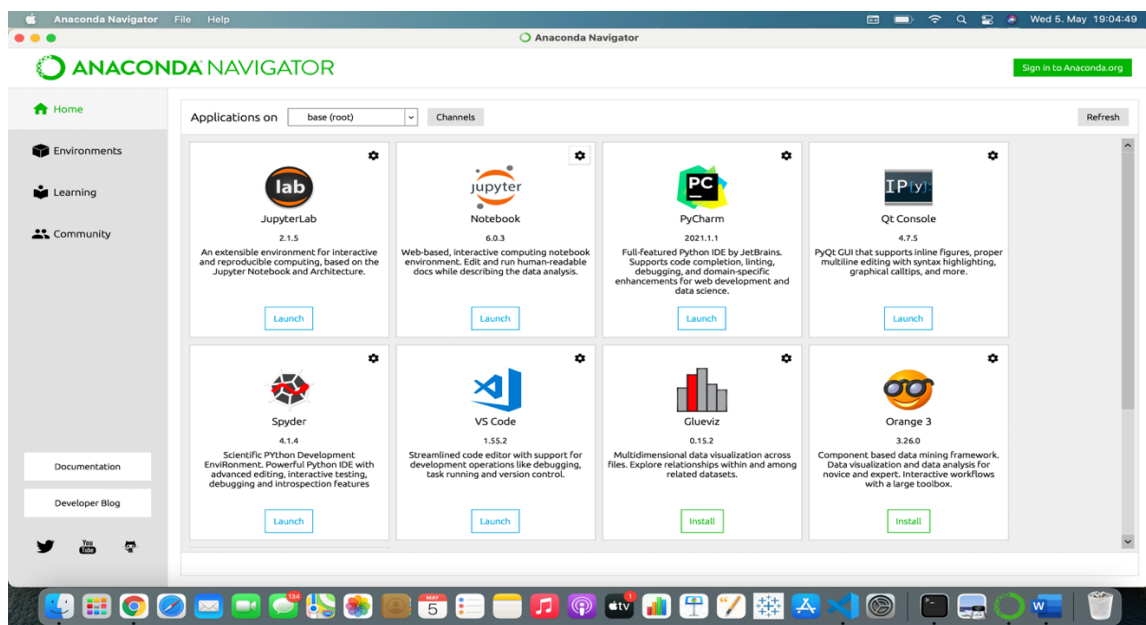 Anaconda Navigator File Help Wed 5. May 19:04:49
Anaconda Navigator
ANACONDA NAVIGATOR
Sign in to Anaconda.org
Home
Environments
Learning
Community
Documentation
Developer Blog
You
Tube
Applications on base (root) Channels Refresh
lab
JupyterLab
2.1.5
An extensible environment for interactive
and reproducible computing, based on the
Jupyter Notebook and Architecture.
Launch
jupyter
Notebook
6.0.3
Web-based, interactive computing notebook
environment. Edit and run human-readable
docs while describing the data analysis.
Launch
PC
PyCharm
2021.1.1
Full-featured Python IDE by JetBrains.
Supports code completion, linting,
debugging, and domain-specific
enhancements for web development and
data science.
Launch
IP[y]:
Qt Console
4.7.5
PyQt GUI that supports inline figures, proper
multiline editing with syntax highlighting,
graphical calltips, and more.
Launch
Spyder
4.1.4
Scientific PYthon Development
EnviRonment. Powerful Python IDE with
advanced editing, interactive testing,
debugging and introspection features
Launch
VS Code
1.55.2
Streamlined code editor with support for
development operations like debugging,
task running and version control.
Launch
Glueviz
0.15.2
Multidimensional data visualization across
files. Explore relationships within and among
related datasets.
Install
Orange 3
3.26.0
Component based data mining framework.
Data visualization and data analysis for
novice and expert. Interactive workflows
with a large toolbox.
Install
134
MAY
5
tv
1
W